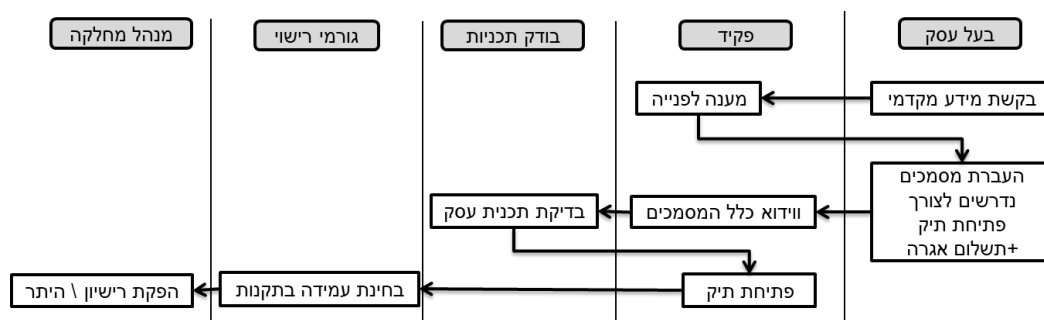 בעל עסק
פקיד
בודק תכניות
גורמי רישוי
מנהל מחלקה
בקשת מידע מקדמי
מענה לפנייה
העברת מסמכים
נדרשים לצורך
פתיחת תיק
+תשלום אגרה
ווידוא כלל המסמכים
בדיקת תכנית עסק
פתיחת תיק
בחינת עמידה בתקנות
הפקת רישיון \ היתר